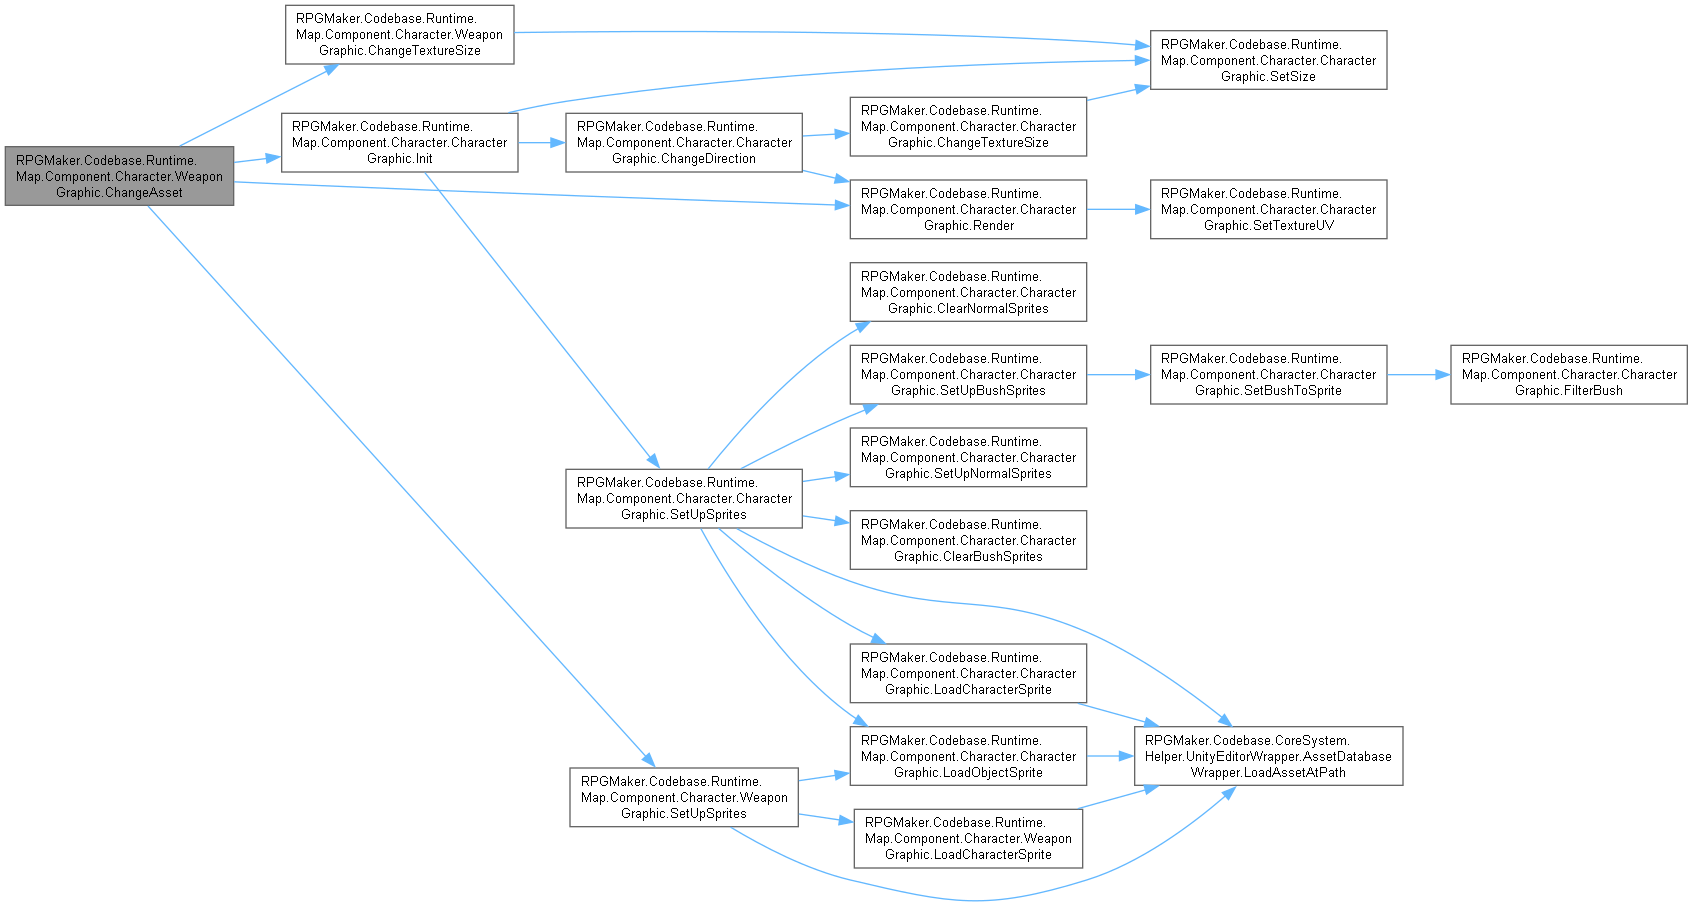 RPGMaker.Codebase.Runtime.
Map.Component.Character.Weapon
Graphic.ChangeAsset
RPGMaker.Codebase.Runtime.
Map.Component.Character.Weapon
Graphic.ChangeTextureSize
RPGMaker.Codebase.Runtime.
Map.Component.Character.Character
Graphic.Init
RPGMaker.Codebase.Runtime.
Map.Component.Character.Character
Graphic.ChangeDirection
RPGMaker.Codebase.Runtime.
Map.Component.Character.Character
Graphic.SetUpSprites
RPGMaker.Codebase.Runtime.
Map.Component.Character.Weapon
Graphic.SetUpSprites
RPGMaker.Codebase.Runtime.
Map.Component.Character.Character
Graphic.ChangeTextureSize
RPGMaker.Codebase.Runtime.
Map.Component.Character.Character
Graphic.Render
RPGMaker.Codebase.Runtime.
Map.Component.Character.Character
Graphic.ClearNormalSprites
RPGMaker.Codebase.Runtime.
Map.Component.Character.Character
Graphic.SetUpBushSprites
RPGMaker.Codebase.Runtime.
Map.Component.Character.Character
Graphic.SetUpNormalSprites
RPGMaker.Codebase.Runtime.
Map.Component.Character.Character
Graphic.ClearBushSprites
RPGMaker.Codebase.Runtime.
Map.Component.Character.Character
Graphic.LoadCharacterSprite
RPGMaker.Codebase.Runtime.
Map.Component.Character.Character
Graphic.LoadObjectSprite
RPGMaker.Codebase.Runtime.
Map.Component.Character.Weapon
Graphic.LoadCharacterSprite
RPGMaker.Codebase.Runtime.
Map.Component.Character.Character
Graphic.SetSize
RPGMaker.Codebase.Runtime.
Map.Component.Character.Character
Graphic.SetTextureUV
RPGMaker.Codebase.Runtime.
Map.Component.Character.Character
Graphic.SetBushToSprite
RPGMaker.Codebase.CoreSystem.
Helper.UnityEditorWrapper.AssetDatabase
Wrapper.LoadAssetAtPath
RPGMaker.Codebase.Runtime.
Map.Component.Character.Character
Graphic.FilterBush